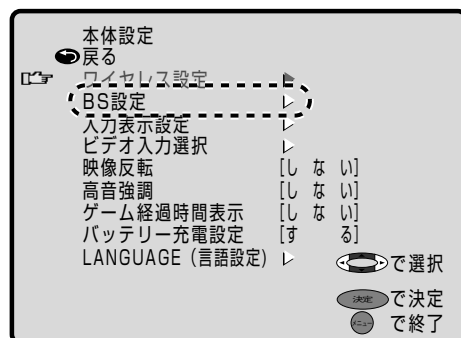 本体設定
戻る
ワイヤレス設定
BS設定
入力表示設定
ビデオ入力選択
映像反転 [しない]
高音強調 [しない]
ゲーム経過時間表示 [しない]
バッテリー充電設定 [する]
LANGUAGE（言語設定）
で選択
決定 で決定
メニュー で終了